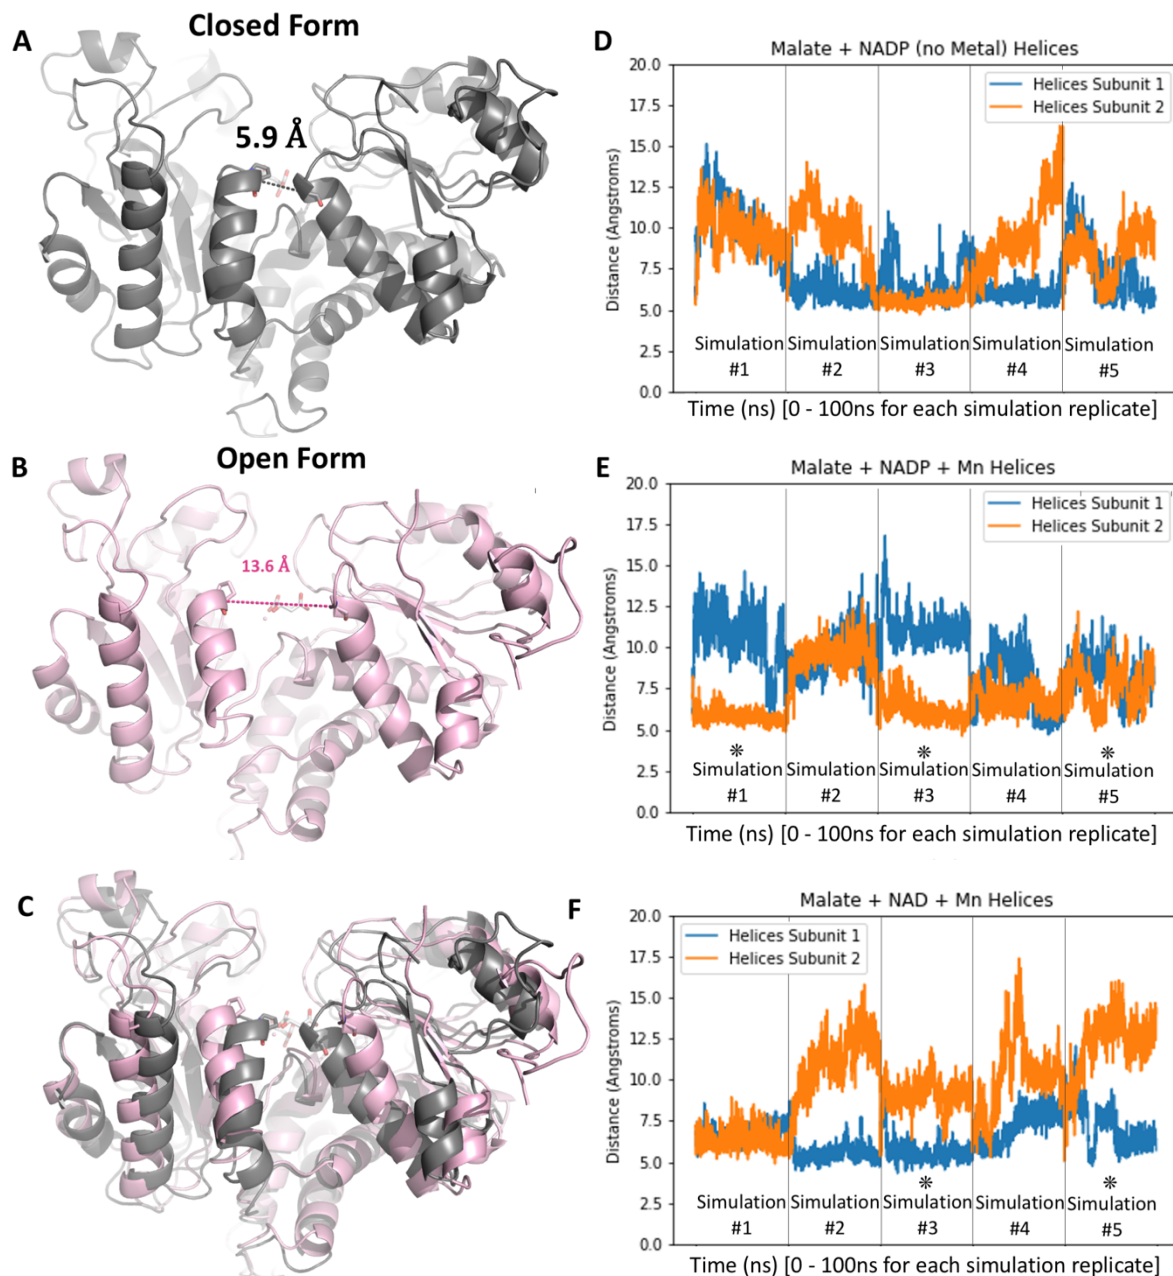 A
Closed Form
5.9 Å
B
Open Form
13.6 Å
C
D
Malate + NADP (no Metal) Helices
Helices Subunit 1
Helices Subunit 2
Distance (Angstroms)
20.0
17.5
15.0
12.5
10.0
7.5
5.0
2.5
0.0
Simulation #1
Simulation #2
Simulation #3
Simulation #4
Simulation #5
Time (ns) [0 - 100ns for each simulation replicate]
E
Malate + NADP + Mn Helices
Helices Subunit 1
Helices Subunit 2
Distance (Angstroms)
20.0
17.5
15.0
12.5
10.0
7.5
5.0
2.5
0.0
* * *
Simulation #1
Simulation #2
Simulation #3
Simulation #4
Simulation #5
Time (ns) [0 - 100ns for each simulation replicate]
F
Malate + NAD + Mn Helices
Helices Subunit 1
Helices Subunit 2
Distance (Angstroms)
20.0
17.5
15.0
12.5
10.0
7.5
5.0
2.5
0.0
* *
Simulation #1
Simulation #2
Simulation #3
Simulation #4
Simulation #5
Time (ns) [0 - 100ns for each simulation replicate]